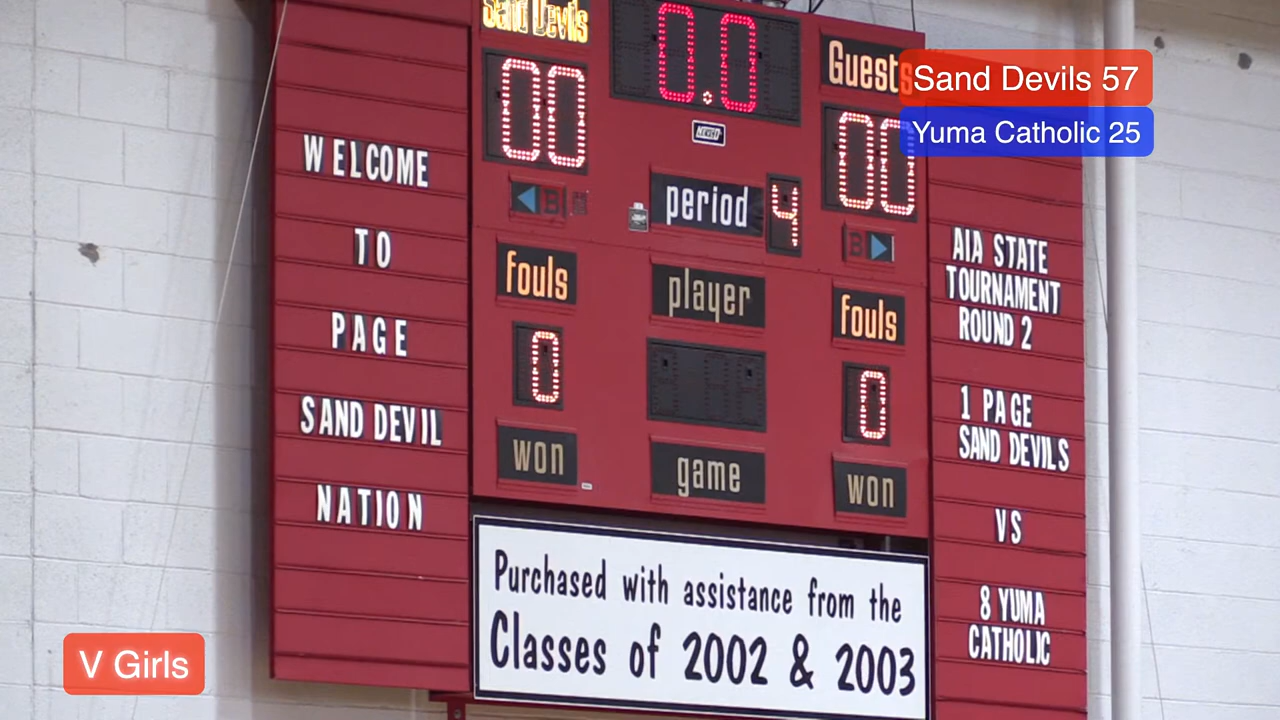 WELCOME
TO
PAGE
SAND DEVIL
NATION
Sand Devils
00
0.0
Guests
00
B
period 4
B
fouls
player
fouls
0
0
won
game
won
Purchased with assistance from the
Classes of 2002 & 2003
AIA STATE
TOURNAMENT
ROUND 2
1 PAGE
SAND DEVILS
VS
8 YUMA
CATHOLIC
Sand Devils 57
Yuma Catholic 25
V Girls